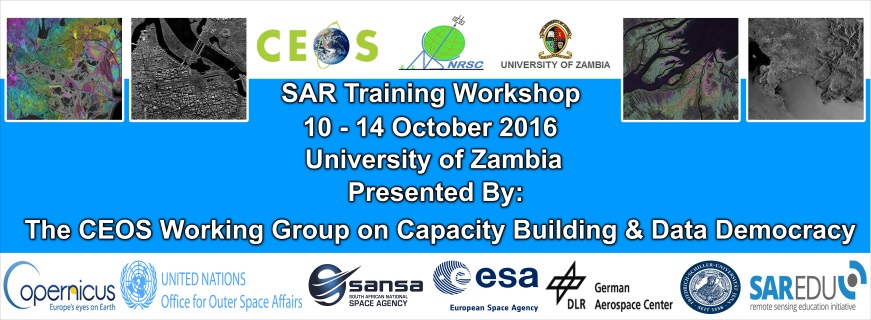 CEOS
NRSC
UNIVERSITY OF ZAMBIA
SAR Training Workshop
10 - 14 October 2016
University of Zambia
Presented By:
The CEOS Working Group on Capacity Building & Data Democracy
opernicus
Europe's eyes on Earth
UNITED NATIONS
Office for Outer Space Affairs
sansa
SOUTH AFRICAN NATIONAL
SPACE AGENCY
esa
European Space Agency
DLR
German
Aerospace Center
SAREDU
remote sensing education initiative